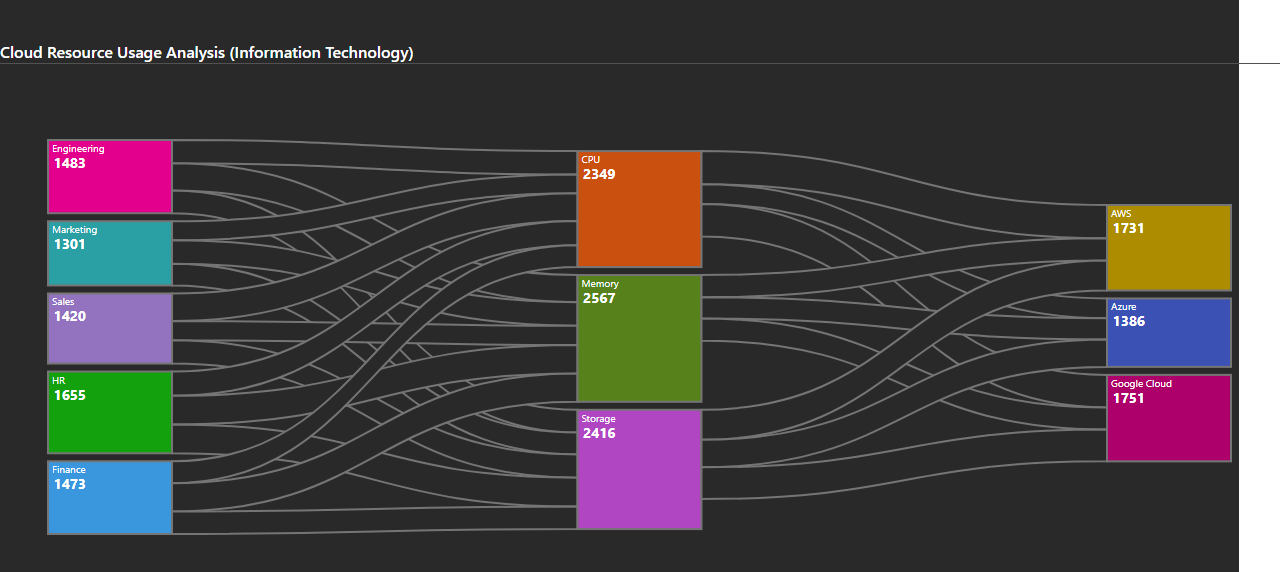 Cloud Resource Usage Analysis (Information Technology)
Engineering
1483
Marketing
1301
Sales
1420
HR
1655
Finance
1473
CPU
2349
Memory
2567
Storage
2416
AWS
1731
Azure
1386
Google Cloud
1751